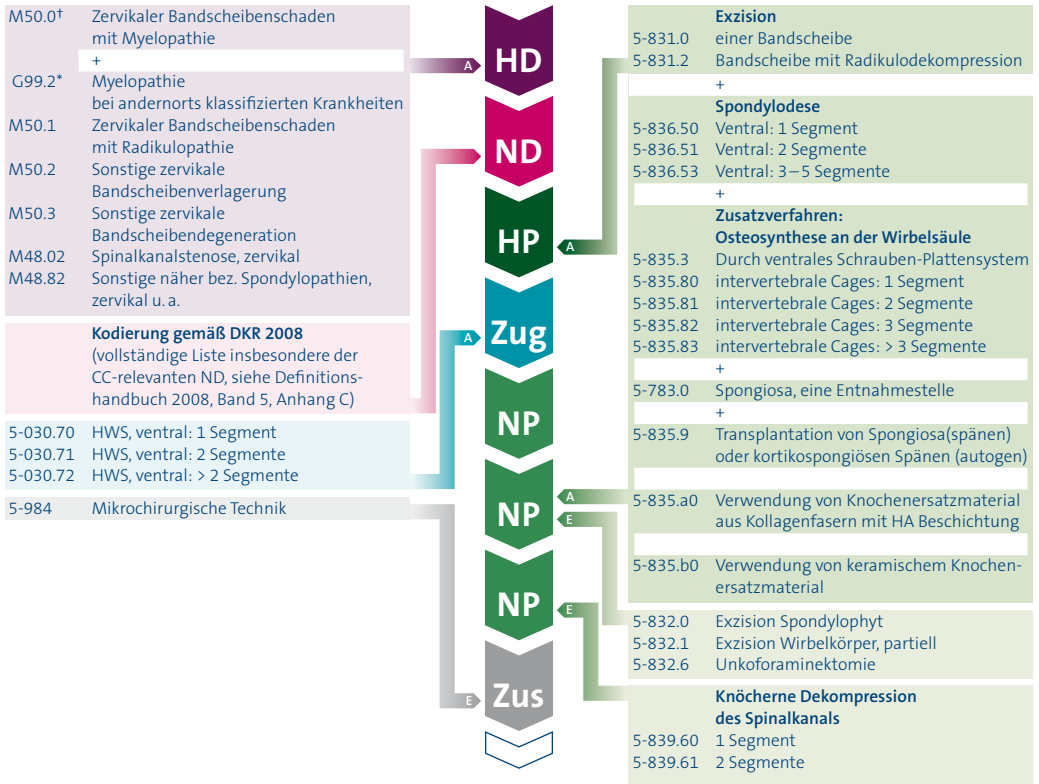 M50.0† Zervikaler Bandscheibenschaden
mit Myelopathie
+
G99.2* Myelopathie
bei andernorts klassifizierten Krankheiten
M50.1 Zervikaler Bandscheibenschaden
mit Radikulopathie
M50.2 Sonstige zervikale
Bandscheibenverlagerung
M50.3 Sonstige zervikale
Bandscheibendegeneration
M48.02 Spinalkanalstenose, zervikal
M48.82 Sonstige näher bez. Spondylopathien,
zervikal u. a.
Kodierung gemäß DKR 2008
(vollständige Liste insbesondere der
CC-relevanten ND, siehe Definitions-
handbuch 2008, Band 5, Anhang C)
5-030.70 HWS, ventral: 1 Segment
5-030.71 HWS, ventral: 2 Segmente
5-030.72 HWS, ventral: > 2 Segmente
5-984 Mikrochirurgische Technik
A
A
E
HD
ND
HP
Zug
NP
NP
NP
Zus
A
A
E
E
Exzision
5-831.0 einer Bandscheibe
5-831.2 Bandscheibe mit Radikulodekompression
+
Spondylodese
5-836.50 Ventral: 1 Segment
5-836.51 Ventral: 2 Segmente
5-836.53 Ventral: 3 – 5 Segmente
+
Zusatzverfahren:
Osteosynthese an der Wirbelsäule
5-835.3 Durch ventrales Schrauben-Plattensystem
5-835.80 intervertebrale Cages: 1 Segment
5-835.81 intervertebrale Cages: 2 Segmente
5-835.82 intervertebrale Cages: 3 Segmente
5-835.83 intervertebrale Cages: > 3 Segmente
+
5-783.0 Spongiosa, eine Entnahmestelle
+
5-835.9 Transplantation von Spongiosa(spänen)
oder kortikospongiösen Spänen (autogen)
5-835.a0 Verwendung von Knochenersatzmaterial
aus Kollagenfasern mit HA Beschichtung
5-835.b0 Verwendung von keramischem Knochen-
ersatzmaterial
5-832.0 Exzision Spondylophyt
5-832.1 Exzision Wirbelkörper, partiell
5-832.6 Unkoforaminektomie
Knöcherne Dekompression
des Spinalkanals
5-839.60 1 Segment
5-839.61 2 Segmente